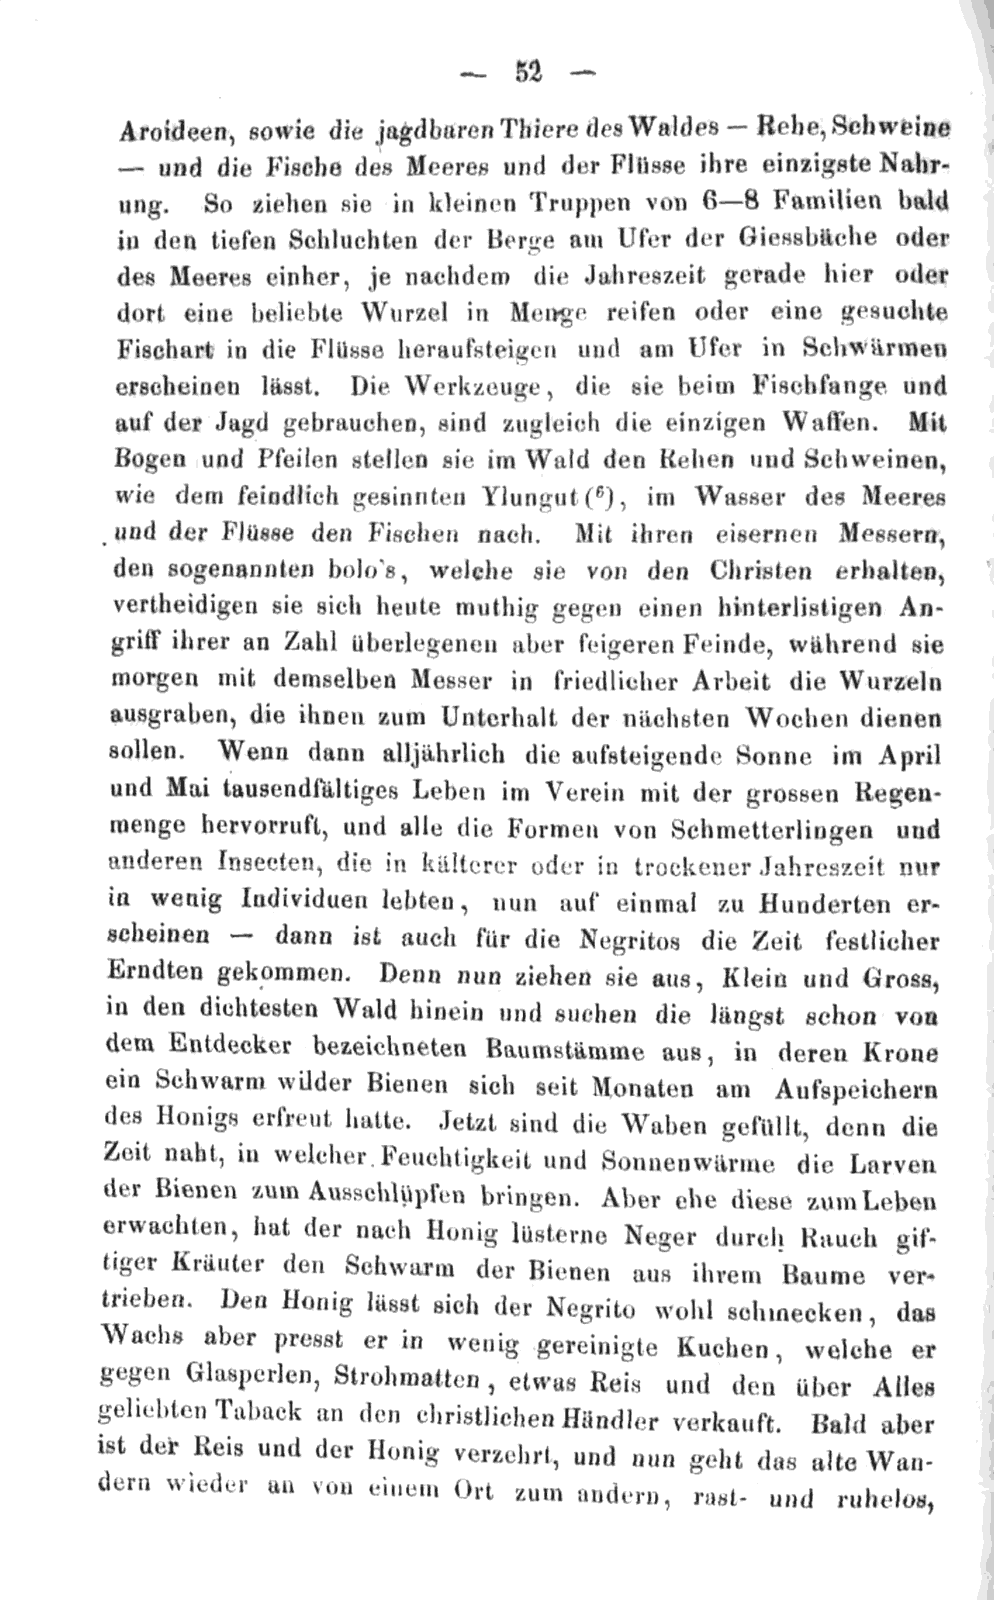 — 52 —
Aroideen, sowie die jagdbaren Thiere des Waldes — Rehe, Schweine
— und die Fische des Meeres und der Flüsse ihre einzigste Nahr-
ung. So ziehen sie in kleinen Truppen von 6—8 Familien bald
in den tiefen Schluchten der Berge am Ufer der Giessbäche oder
des Meeres einher, je nachdem die Jahreszeit gerade hier oder
dort eine beliebte Wurzel in Menge reifen oder eine gesuchte
Fischart in die Flüsse heraufsteigen und am Ufer in Schwärmen
erscheinen lässt. Die Werkzeuge, die sie beim Fischfange und
auf der Jagd gebrauchen, sind zugleich die einzigen Waffen. Mit
Bogen und Pfeilen stellen sie im Wald den Rehen und Schweinen,
wie dem feindlich gesinnten Ylungut (⁶), im Wasser des Meeres
und der Flüsse den Fischen nach. Mit ihren eisernen Messern,
den sogenannten bolo's, welche sie von den Christen erhalten,
vertheidigen sie sich heute muthig gegen einen hinterlistigen An-
griff ihrer an Zahl überlegenen aber feigeren Feinde, während sie
morgen mit demselben Messer in friedlicher Arbeit die Wurzeln
ausgraben, die ihnen zum Unterhalt der nächsten Wochen dienen
sollen. Wenn dann alljährlich die aufsteigende Sonne im April
und Mai tausendfältiges Leben im Verein mit der grossen Regen-
menge hervorruft, und alle die Formen von Schmetterlingen und
anderen Insecten, die in kälterer oder in trockener Jahreszeit nur
in wenig Individuen lebten, nun auf einmal zu Hunderten er-
scheinen — dann ist auch für die Negritos die Zeit festlicher
Erndten gekommen. Denn nun ziehen sie aus, Klein und Gross,
in den dichtesten Wald hinein und suchen die längst schon von
dem Entdecker bezeichneten Baumstämme aus, in deren Krone
ein Schwarm wilder Bienen sich seit Monaten am Aufspeichern
des Honigs erfreut hatte. Jetzt sind die Waben gefüllt, denn die
Zeit naht, in welcher Feuchtigkeit und Sonnenwärme die Larven
der Bienen zum Ausschlüpfen bringen. Aber ehe diese zum Leben
erwachten, hat der nach Honig lüsterne Neger durch Rauch gif-
tiger Kräuter den Schwarm der Bienen aus ihrem Baume ver-
trieben. Den Honig lässt sich der Negrito wohl schmecken, das
Wachs aber presst er in wenig gereinigte Kuchen, welche er
gegen Glasperlen, Strohmatten, etwas Reis und den über Alles
geliebten Taback an den christlichen Händler verkauft. Bald aber
ist der Reis und der Honig verzehrt, und nun geht das alte Wan-
dern wieder an von einem Ort zum andern, rast- und ruhelos,